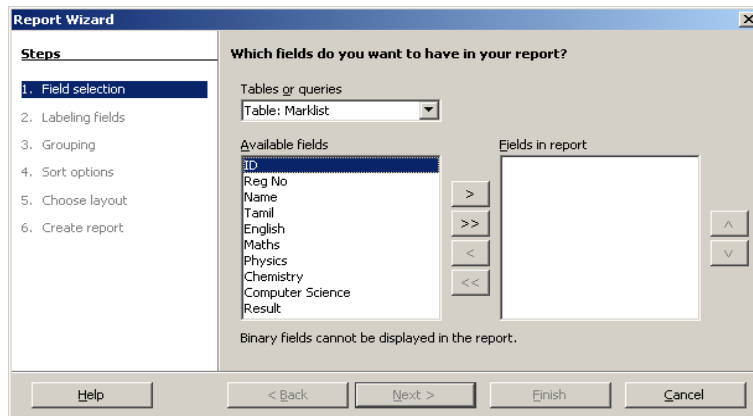 Report Wizard
Steps
1. Field selection
2. Labeling fields
3. Grouping
4. Sort options
5. Choose layout
6. Create report
Which fields do you want to have in your report?
Tables or queries
Table: Marklist
Available fields
ID
Reg No
Name
Tamil
English
Maths
Physics
Chemistry
Computer Science
Result
>
>>
<
<<
Fields in report
Binary fields cannot be displayed in the report.
Help
< Back
Next >
Finish
Cancel